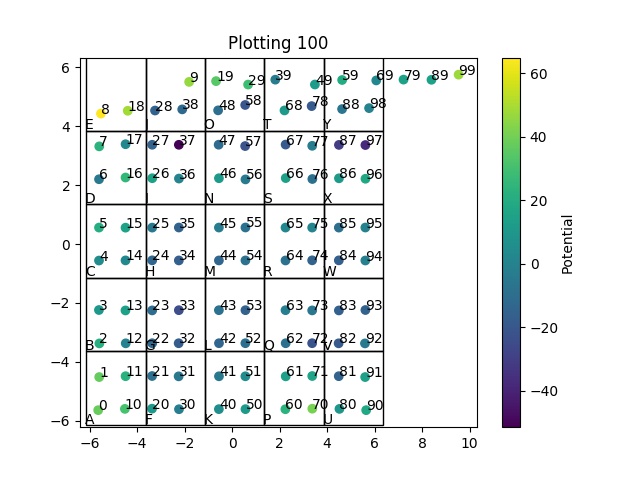 Plotting 100
6 9 19 29 39 49 59 69 79 89 99 60
8 18 28 38 48 58 68 78 88 98
4 E J O T Y 40
7 17 27 37 47 57 67 77 87 97
2 6 16 26 36 46 56 66 76 86 96 20
D I N S X
5 15 25 35 45 55 65 75 85 95
0 4 14 24 34 44 54 64 74 84 94 0
C H M R W
Potential
−2 3 13 23 33 43 53 63 73 83 93 −20
2 12 22 32 42 52 62 72 82 92
B G L Q V
−4 1 11 21 31 41 51 61 71 81 91 −40
0 10 20 30 40 50 60 70 80 90
−6 A F K P U
−6 −4 −2 0 2 4 6 8 10